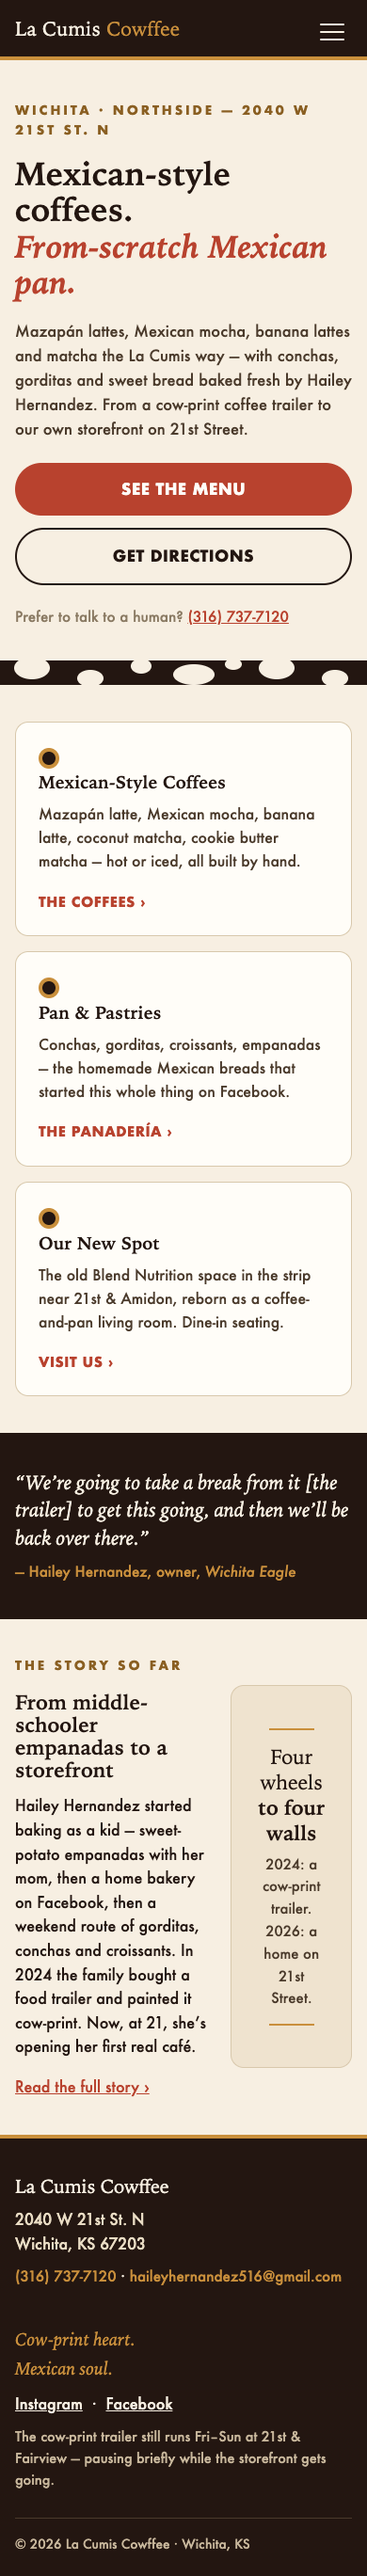 La Cumis Cowffee
WICHITA · NORTHSIDE — 2040 W
21ST ST. N
Mexican-style
coffees.
From-scratch Mexican
pan.
Mazapán lattes, Mexican mocha, banana lattes
and matcha the La Cumis way — with conchas,
gorditas and sweet bread baked fresh by Hailey
Hernandez. From a cow-print coffee trailer to
our own storefront on 21st Street.
SEE THE MENU
GET DIRECTIONS
Prefer to talk to a human? (316) 737-7120
Mexican-Style Coffees
Mazapán latte, Mexican mocha, banana
latte, coconut matcha, cookie butter
matcha — hot or iced, all built by hand.
THE COFFEES ›
Pan & Pastries
Conchas, gorditas, croissants, empanadas
— the homemade Mexican breads that
started this whole thing on Facebook.
THE PANADERÍA ›
Our New Spot
The old Blend Nutrition space in the strip
near 21st & Amidon, reborn as a coffee-
and-pan living room. Dine-in seating.
VISIT US ›
“We’re going to take a break from it [the
trailer] to get this going, and then we’ll be
back over there.”
— Hailey Hernandez, owner, Wichita Eagle
THE STORY SO FAR
From middle-
schooler
empanadas to a
storefront
Hailey Hernandez started
baking as a kid — sweet-
potato empanadas with her
mom, then a home bakery
on Facebook, then a
weekend route of gorditas,
conchas and croissants. In
2024 the family bought a
food trailer and painted it
cow-print. Now, at 21, she’s
opening her first real café.
Read the full story ›
Four
wheels
to four
walls
2024: a
cow-print
trailer.
2026: a
home on
21st
Street.
La Cumis Cowffee
2040 W 21st St. N
Wichita, KS 67203
(316) 737-7120 · haileyhernandez516@gmail.com
Cow-print heart.
Mexican soul.
Instagram · Facebook
The cow-print trailer still runs Fri–Sun at 21st &
Fairview — pausing briefly while the storefront gets
going.
© 2026 La Cumis Cowffee · Wichita, KS